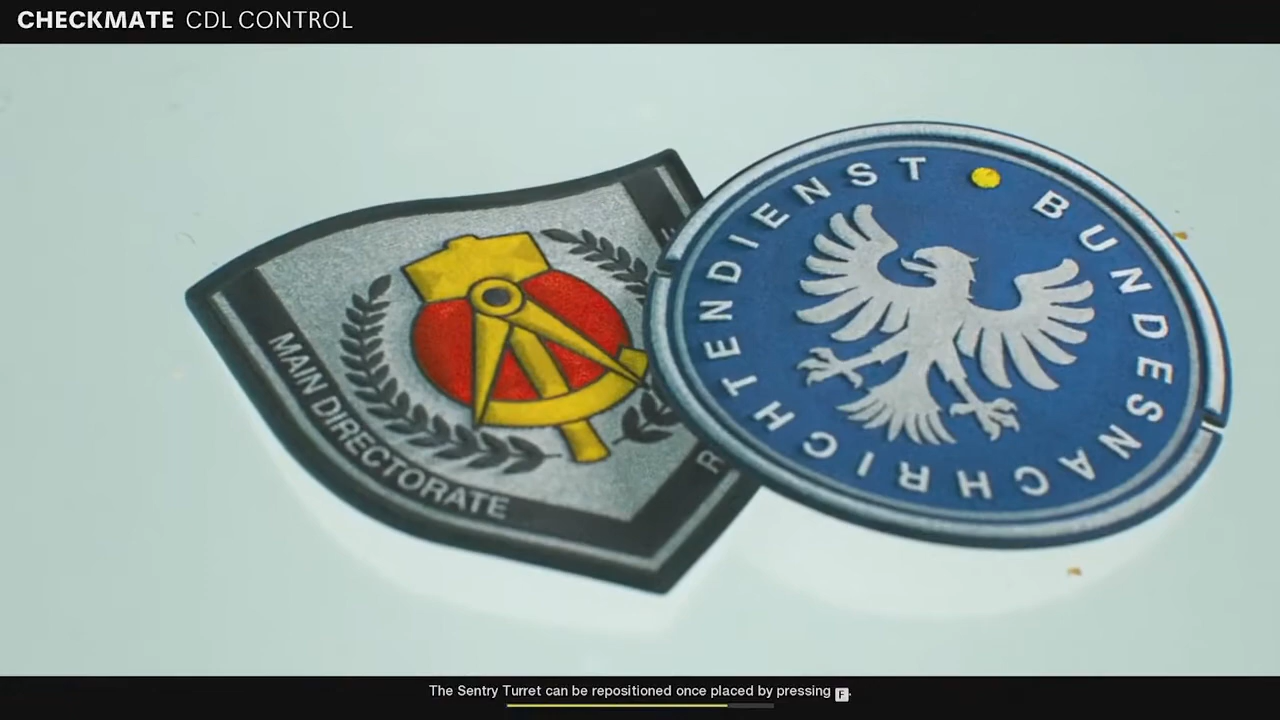 CHECKMATE CDL CONTROL
MAIN DIRECTORATE
R
BUNDESNACHRICHTENDIENST
The Sentry Turret can be repositioned once placed by pressing F